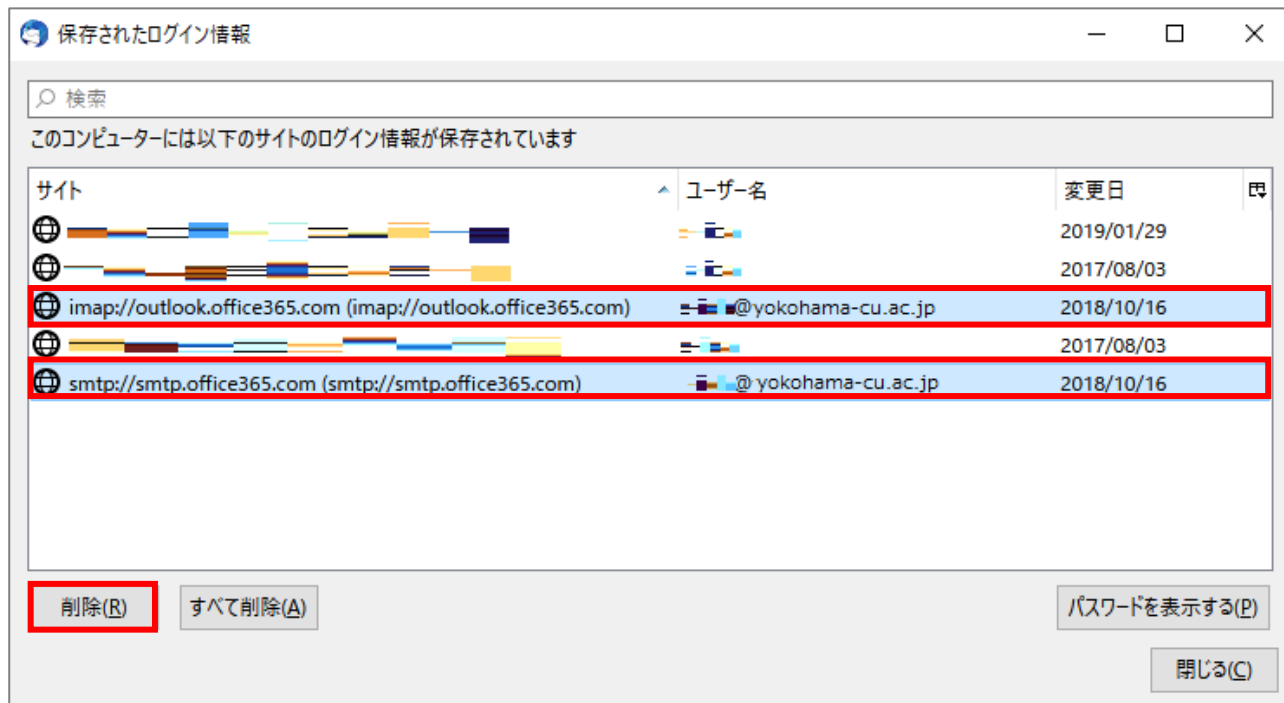 保存されたログイン情報
検索
このコンピューターには以下のサイトのログイン情報が保存されています
サイト ユーザー名 変更日
2019/01/29
2017/08/03
imap://outlook.office365.com (imap://outlook.office365.com) @yokohama-cu.ac.jp 2018/10/16
2017/08/03
smtp://smtp.office365.com (smtp://smtp.office365.com) @yokohama-cu.ac.jp 2018/10/16
削除(R) すべて削除(A) パスワードを表示する(P)
閉じる(C)